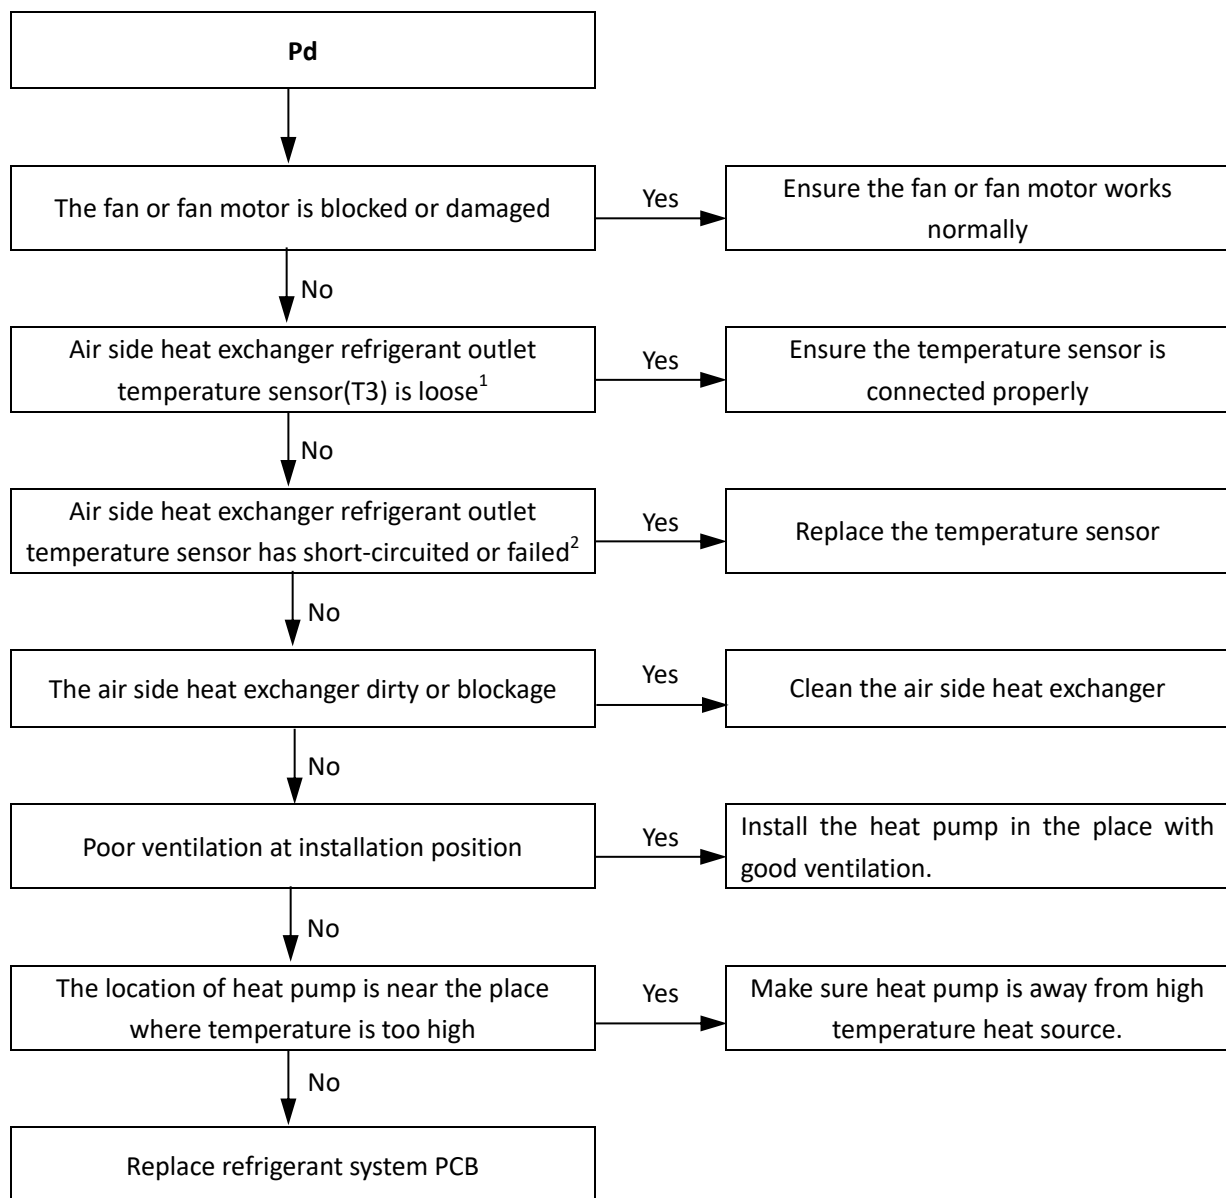 Pd
The fan or fan motor is blocked or damaged
Yes
Ensure the fan or fan motor works
normally
No
Air side heat exchanger refrigerant outlet
temperature sensor(T3) is loose1
Yes
Ensure the temperature sensor is
connected properly
No
Air side heat exchanger refrigerant outlet
temperature sensor has short-circuited or failed2
Yes
Replace the temperature sensor
No
The air side heat exchanger dirty or blockage
Yes
Clean the air side heat exchanger
No
Poor ventilation at installation position
Yes
Install the heat pump in the place with
good ventilation.
No
The location of heat pump is near the place
where temperature is too high
Yes
Make sure heat pump is away from high
temperature heat source.
No
Replace refrigerant system PCB